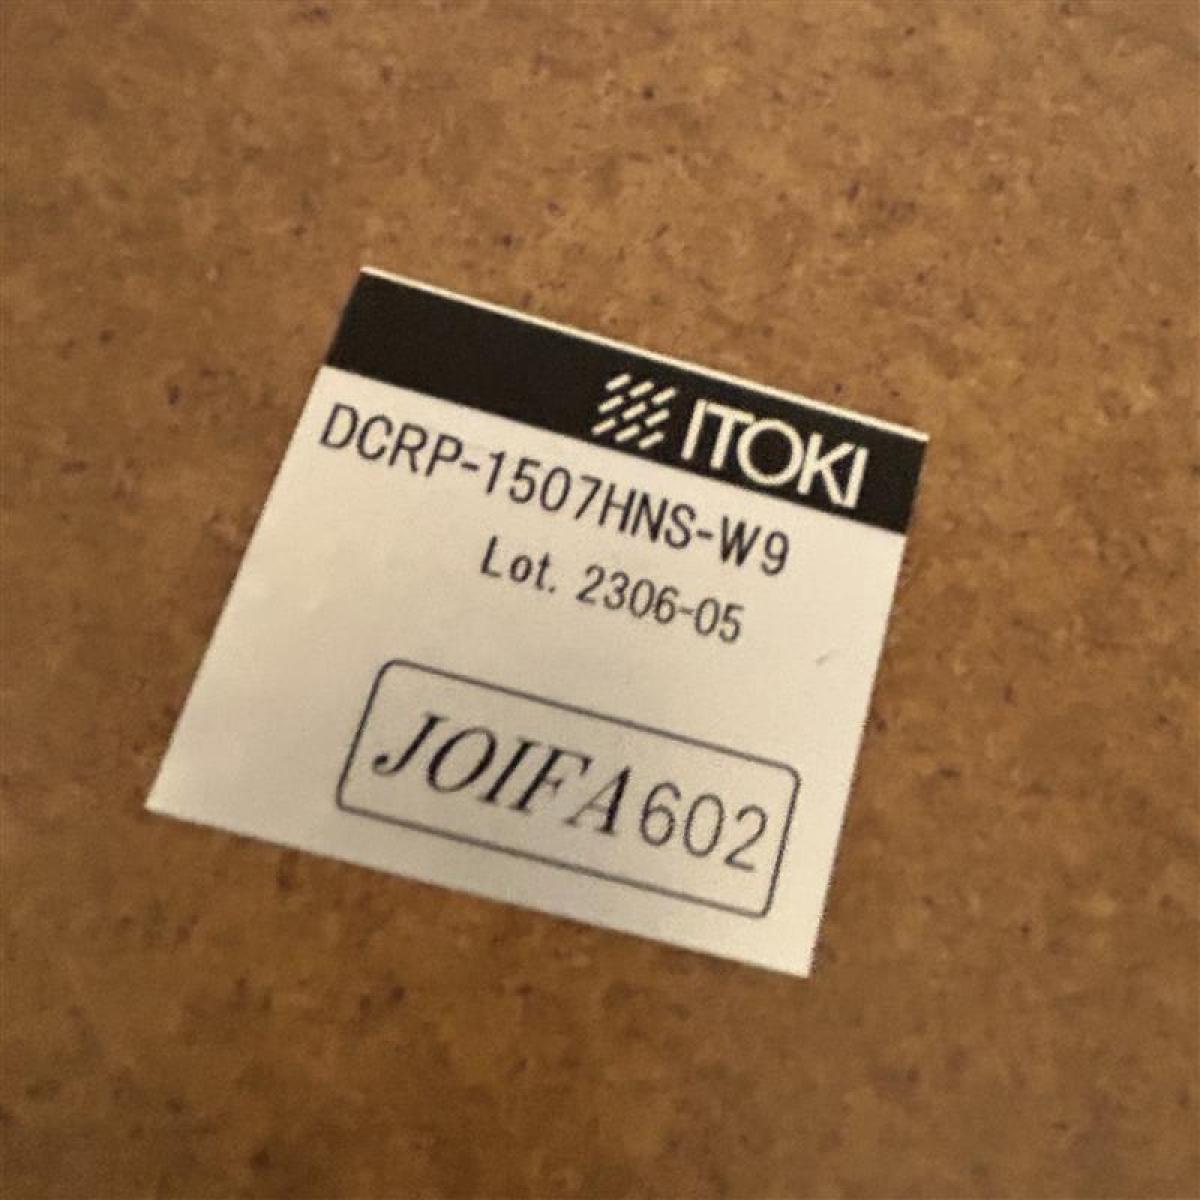 ITOKI
DCRP-1507HNS-W9
Lot. 2306-05
JOIFA602